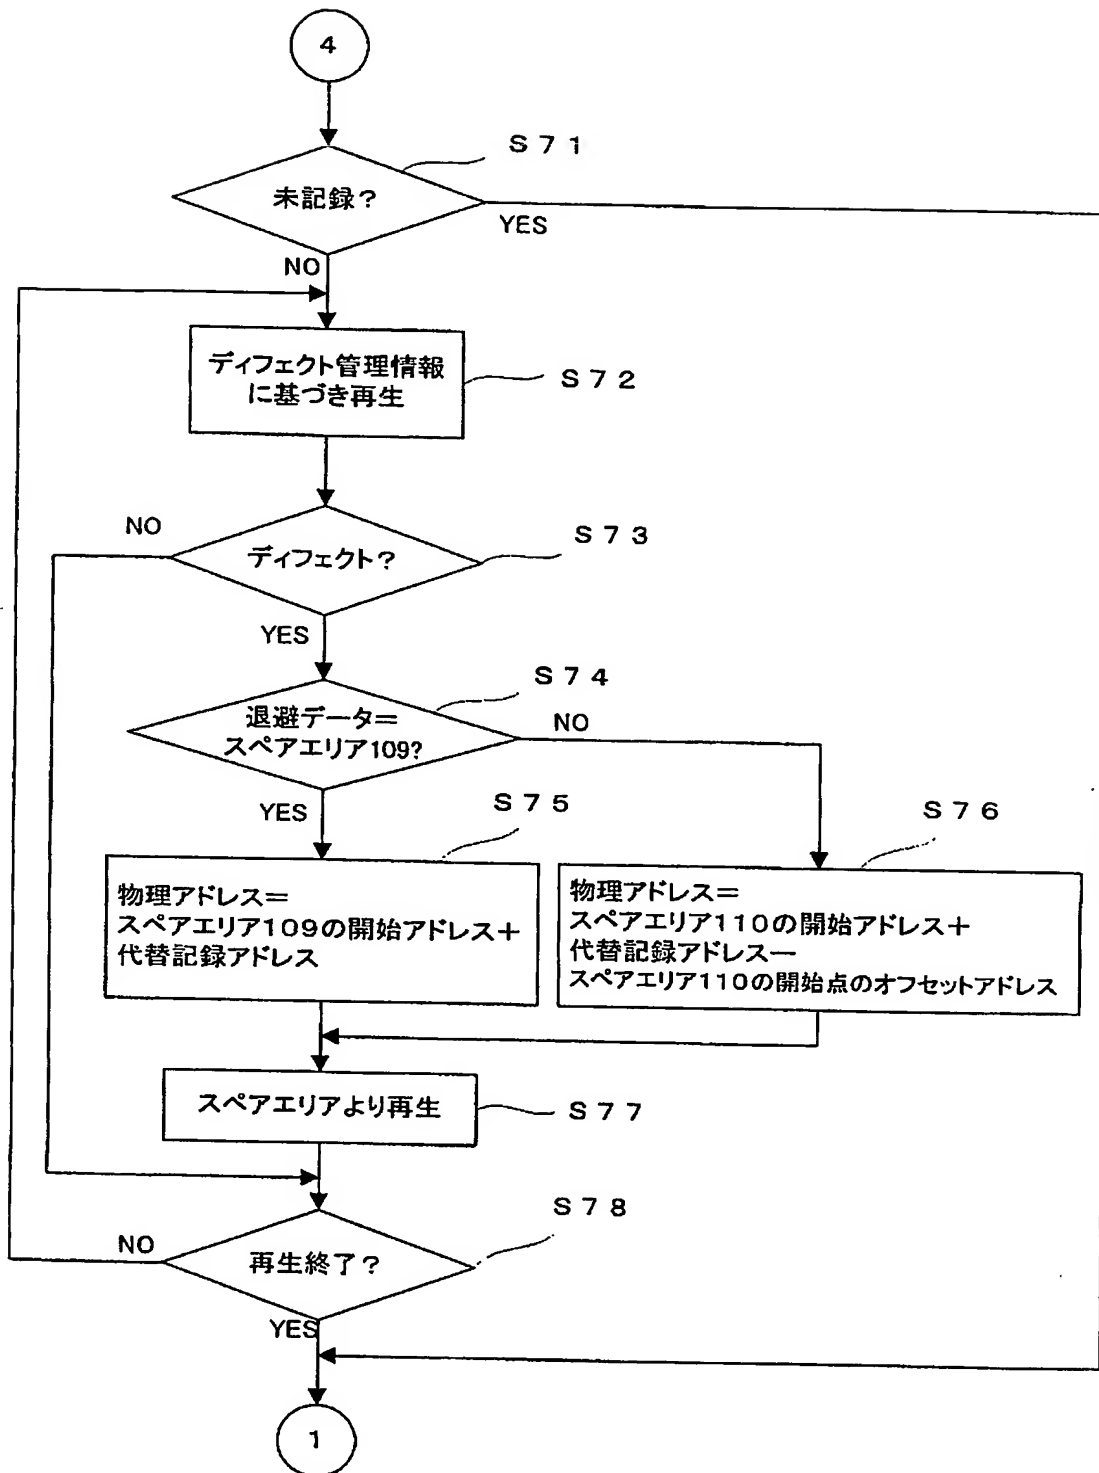 4
S71
未記録？
YES
NO
ディフェクト管理情報
に基づき再生
S72
NO
ディフェクト？
S73
YES
S74
退避データ＝
スペアエリア109?
NO
YES
S75
S76
物理アドレス＝
スペアエリア109の開始アドレス＋
代替記録アドレス
物理アドレス＝
スペアエリア110の開始アドレス＋
代替記録アドレス－
スペアエリア110の開始点のオフセットアドレス
スペアエリアより再生
S77
S78
NO
再生終了？
YES
1